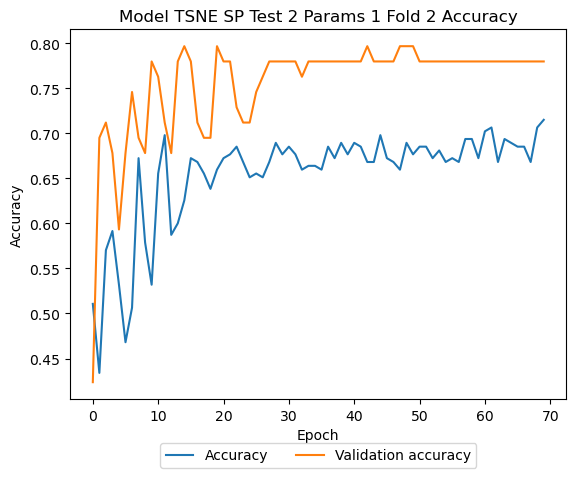 Model TSNE SP Test 2 Params 1 Fold 2 Accuracy
0.80
0.75
0.70
0.65
0.60
0.55
0.50
0.45
Accuracy
0 10 20 30 40 50 60 70
Epoch
Accuracy Validation accuracy